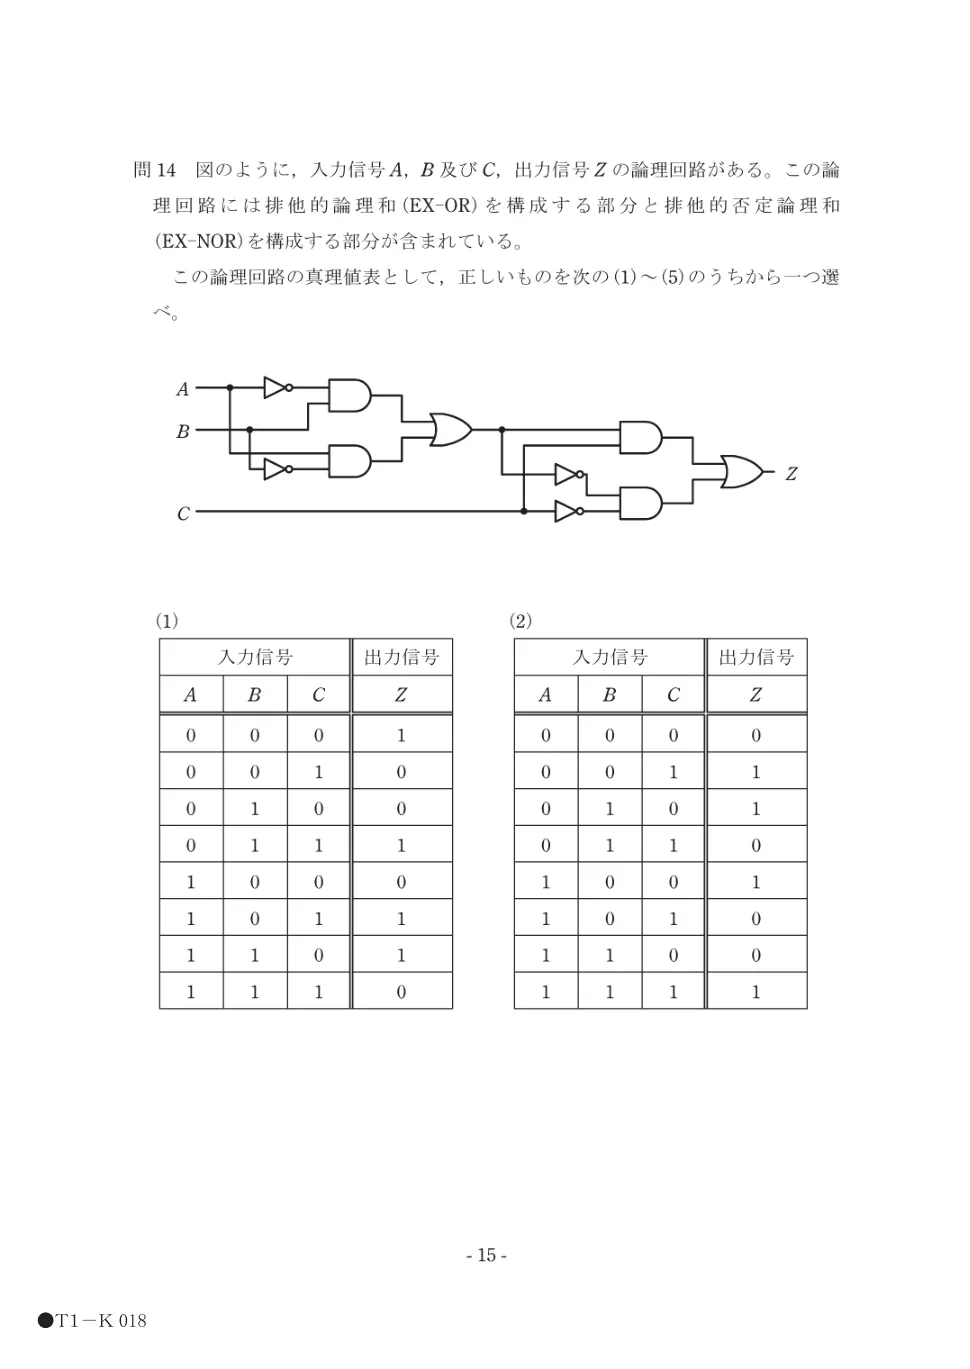 問 14　図のように，入力信号 A，B 及び C，出力信号 Z の論理回路がある。この論
理回路には排他的論理和(EX-OR)を構成する部分と排他的否定論理和
(EX-NOR)を構成する部分が含まれている。
この論理回路の真理値表として，正しいものを次の(1)～(5)のうちから一つ選
べ。
A
B
C
Z
(1)
入力信号 出力信号
A B C Z
0 0 0 1
0 0 1 0
0 1 0 0
0 1 1 1
1 0 0 0
1 0 1 1
1 1 0 1
1 1 1 0
(2)
入力信号 出力信号
A B C Z
0 0 0 0
0 0 1 1
0 1 0 1
0 1 1 0
1 0 0 1
1 0 1 0
1 1 0 0
1 1 1 1
- 15 -
●T1－K 018